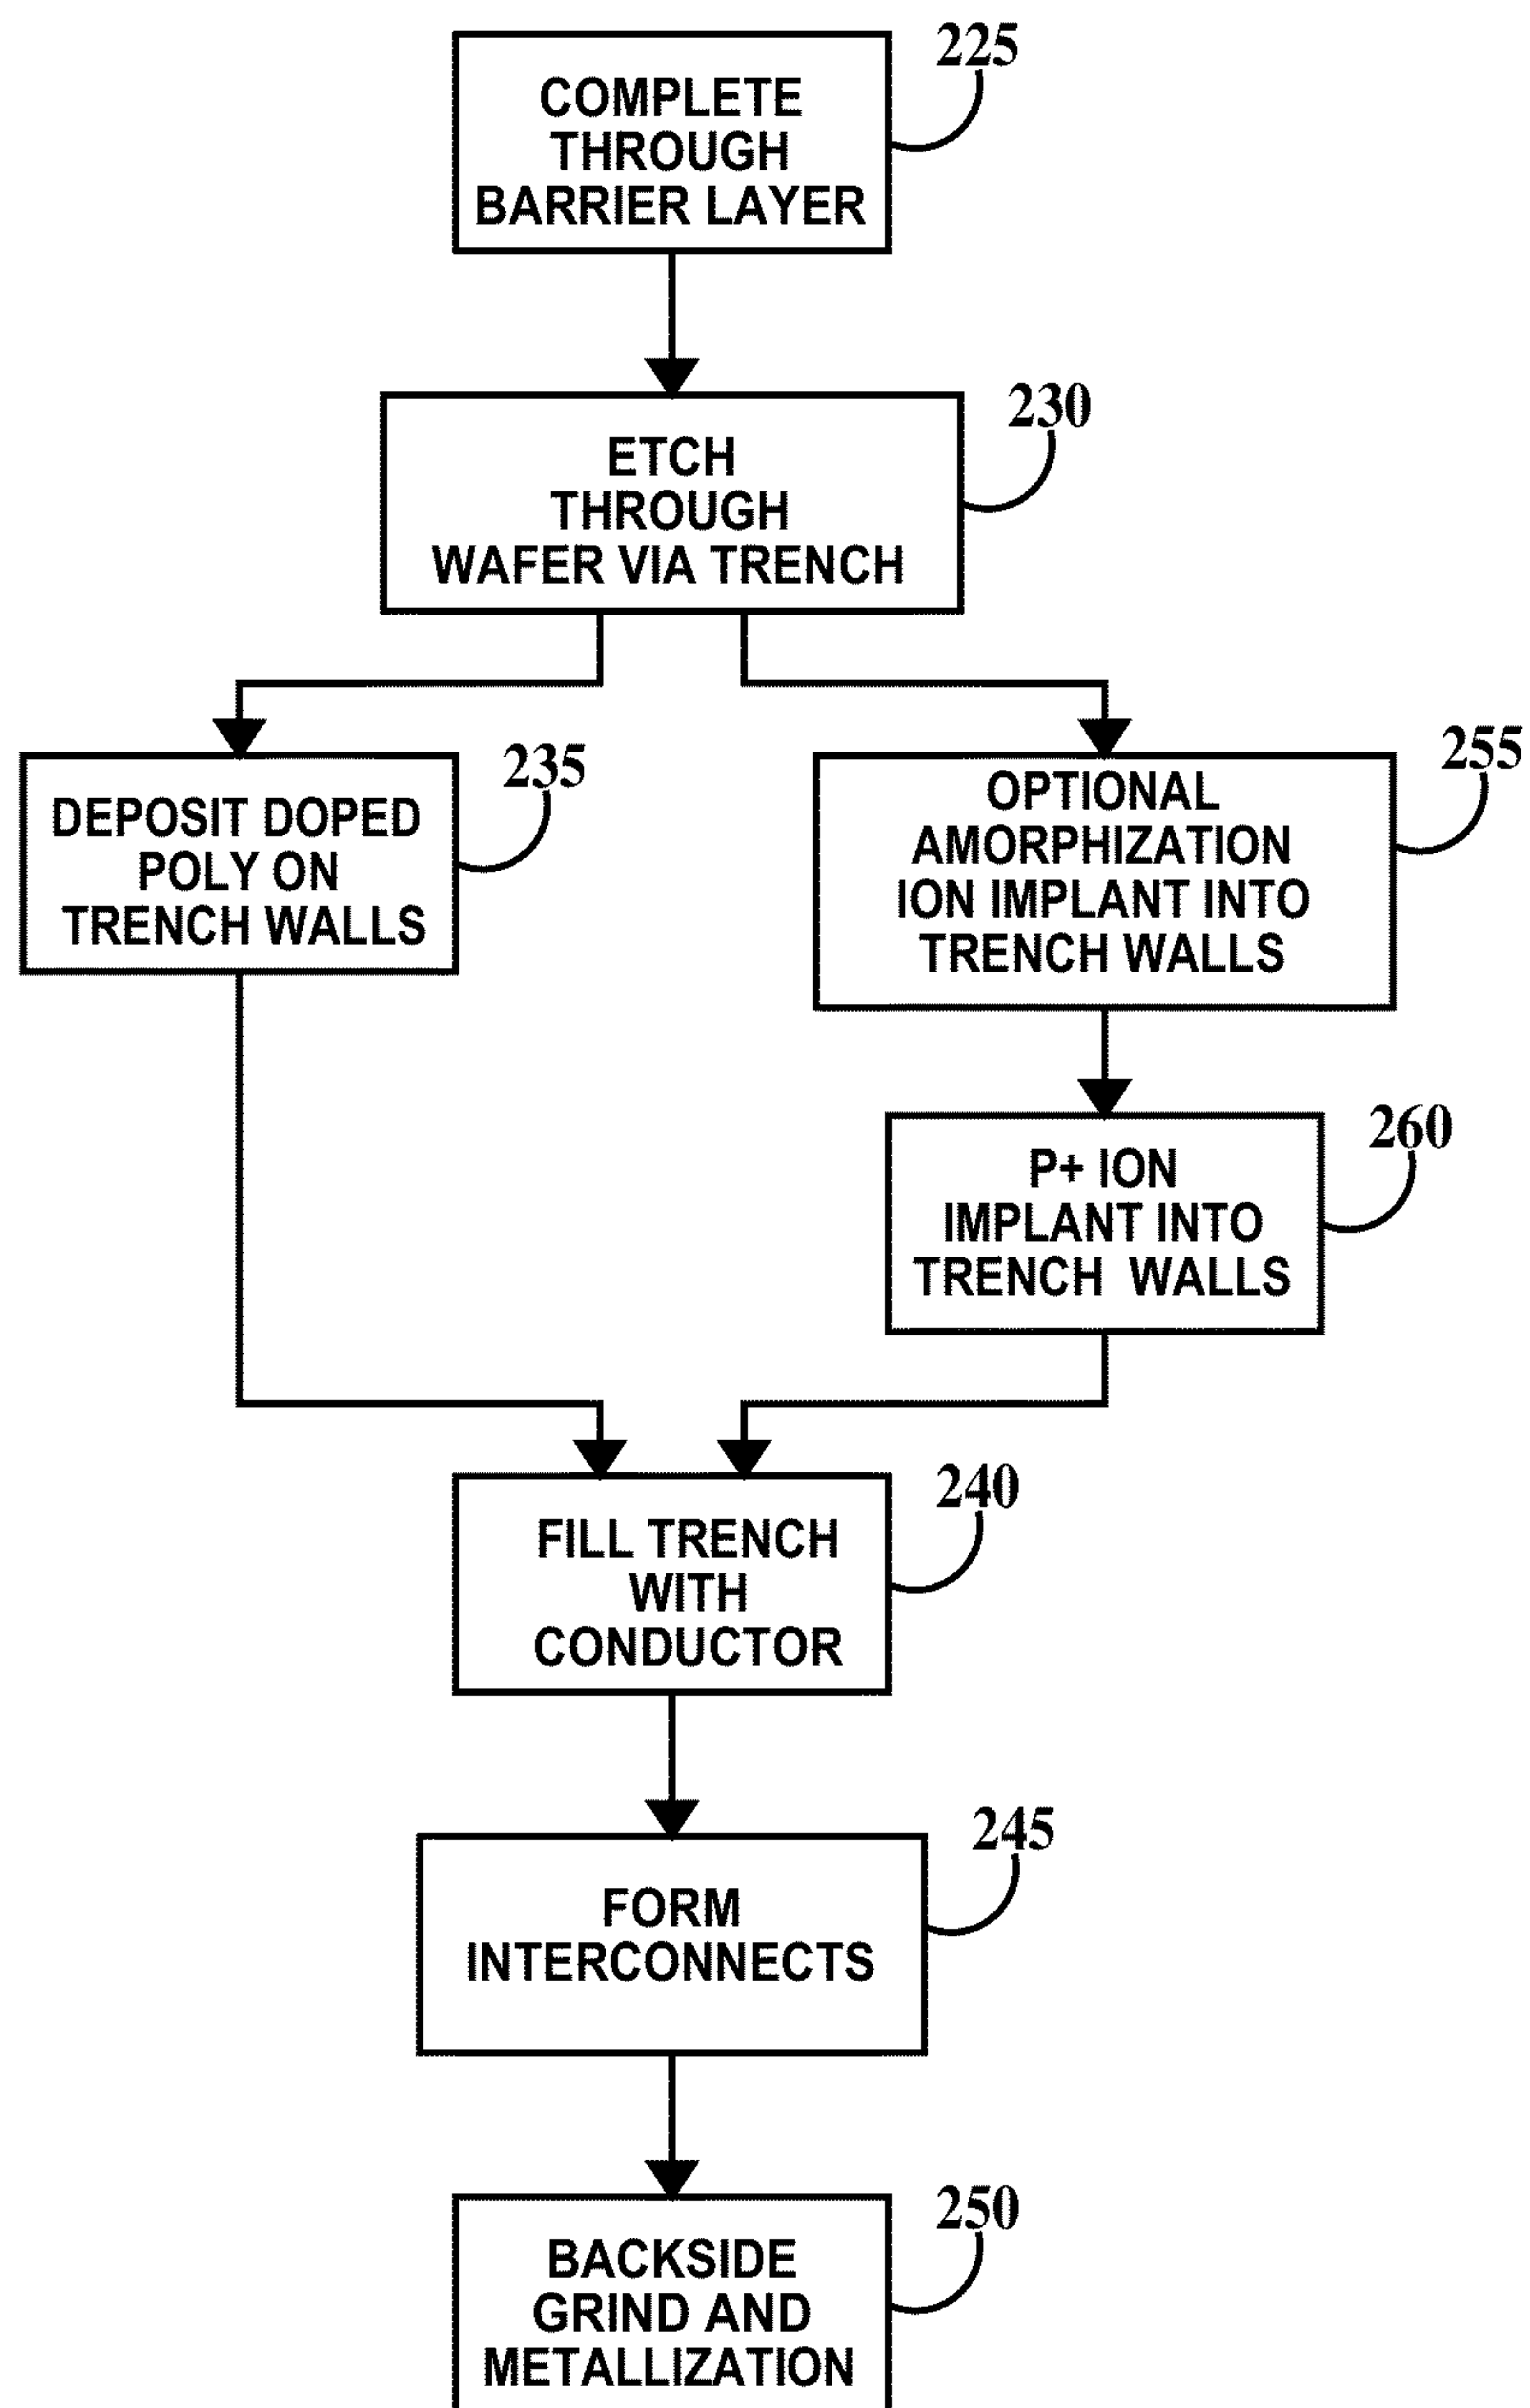 225
COMPLETE
THROUGH
BARRIER LAYER
230
ETCH
THROUGH
WAFER VIA TRENCH
235
DEPOSIT DOPED
POLY ON
TRENCH WALLS
255
OPTIONAL
AMORPHIZATION
ION IMPLANT INTO
TRENCH WALLS
260
P+ ION
IMPLANT INTO
TRENCH WALLS
240
FILL TRENCH
WITH
CONDUCTOR
245
FORM
INTERCONNECTS
250
BACKSIDE
GRIND AND
METALLIZATION